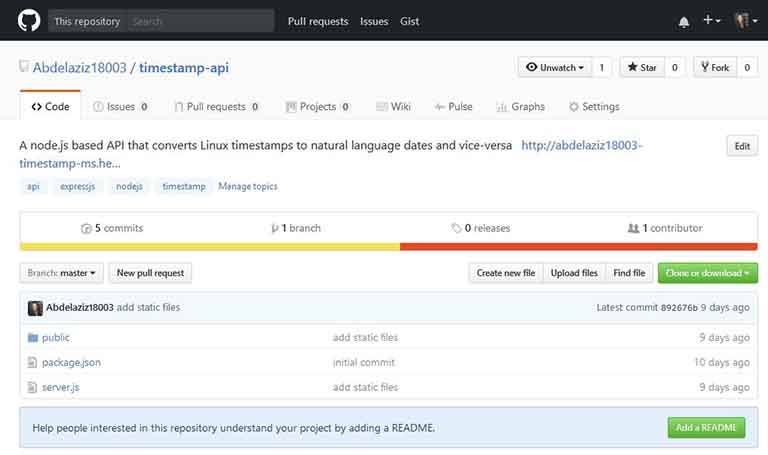 This repository Search Pull requests Issues Gist
Abdelaziz18003 / timestamp-api Unwatch 1 Star 0 Fork 0
Code Issues 0 Pull requests 0 Projects 0 Wiki Pulse Graphs Settings
A node.js based API that converts Linux timestamps to natural language dates and vice-versa http://abdelaziz18003- Edit
timestamp-ms.he...
api expressjs nodejs timestamp Manage topics
5 commits 1 branch 0 releases 1 contributor
Branch: master New pull request Create new file Upload files Find file Clone or download
Abdelaziz18003 add static files Latest commit 892676b 9 days ago
public add static files 9 days ago
package.json initial commit 10 days ago
server.js add static files 9 days ago
Help people interested in this repository understand your project by adding a README. Add a README